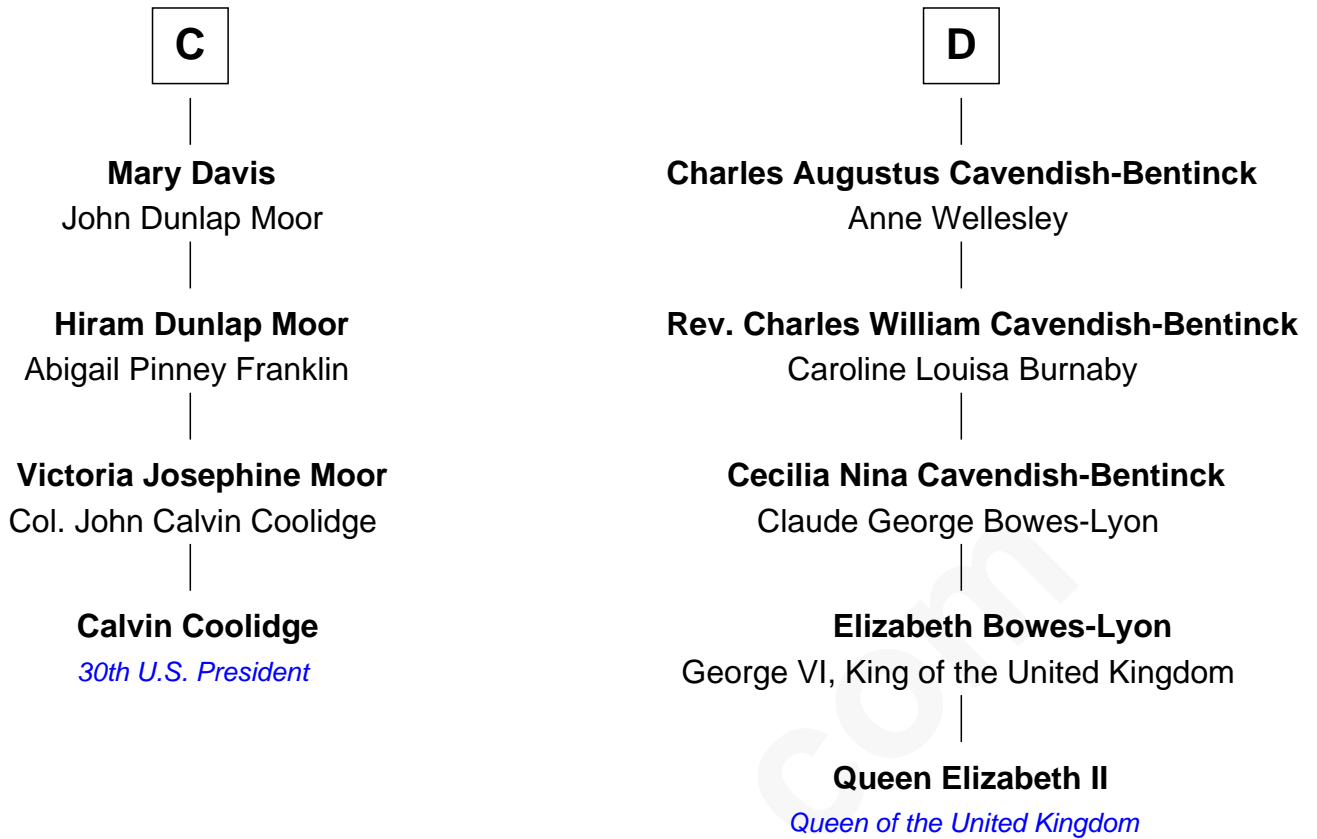 C
Mary Davis
John Dunlap Moor
Hiram Dunlap Moor
Abigail Pinney Franklin
Victoria Josephine Moor
Col. John Calvin Coolidge
Calvin Coolidge
30th U.S. President
D
Charles Augustus Cavendish-Bentinck
Anne Wellesley
Rev. Charles William Cavendish-Bentinck
Caroline Louisa Burnaby
Cecilia Nina Cavendish-Bentinck
Claude George Bowes-Lyon
Elizabeth Bowes-Lyon
George VI, King of the United Kingdom
Queen Elizabeth II
Queen of the United Kingdom
com